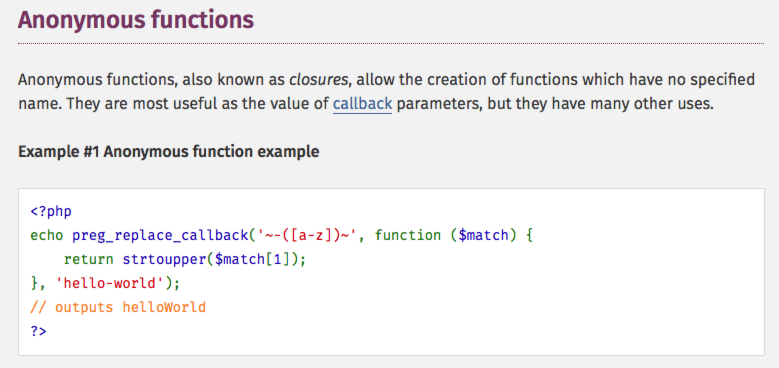 Anonymous functions
Anonymous functions, also known as closures, allow the creation of functions which have no specified
name. They are most useful as the value of callback parameters, but they have many other uses.
Example #1 Anonymous function example
<?php
echo preg_replace_callback('~-([a-z])~', function ($match) {
    return strtoupper($match[1]);
}, 'hello-world');
// outputs helloWorld
?>